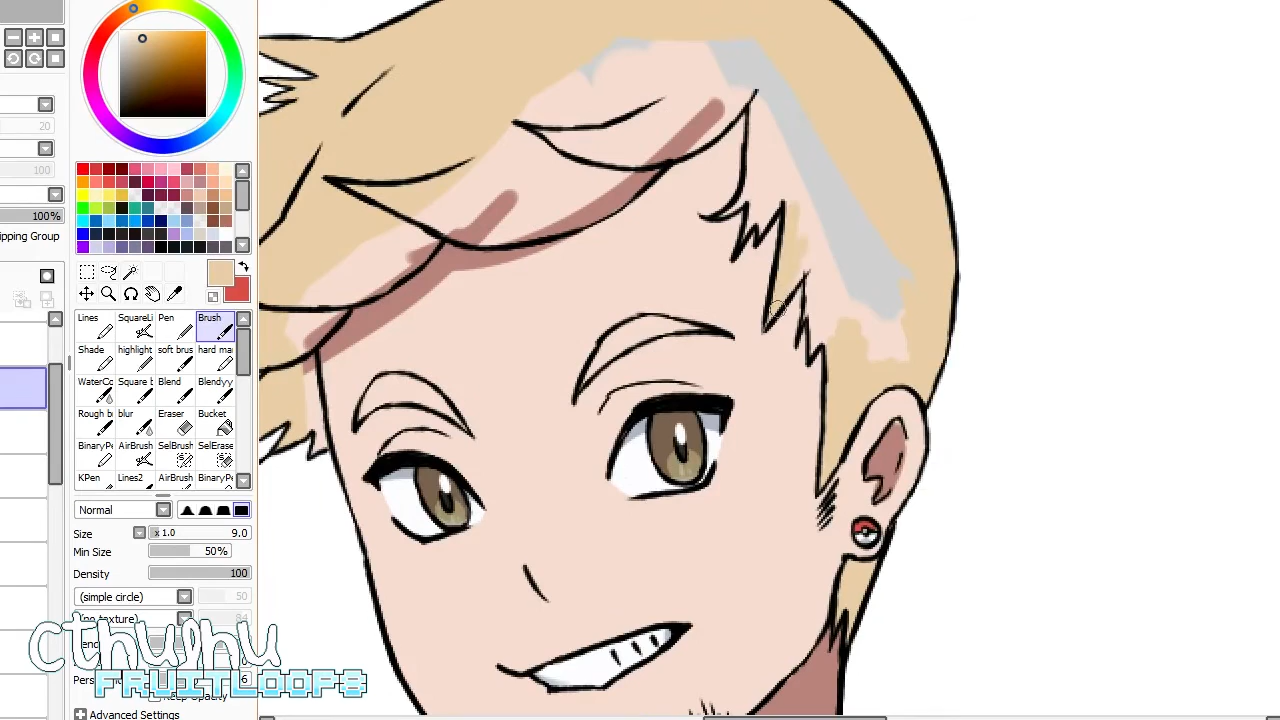 20
100
100%
ipping Group
Lines SquareLi Pen Brush
Shade highlight soft brus hard ma
WaterCo Square b Blend Blendyy
Rough b blur Eraser Bucket
BinaryPe AirBrush SelBrush SelErase
KPen Lines2 AirBrush BinaryPe
Normal
Size x 1.0 9.0
Min Size 50%
Density 100
(simple circle) 50
Advanced Settings
cthulhu
FRUITLOOPS